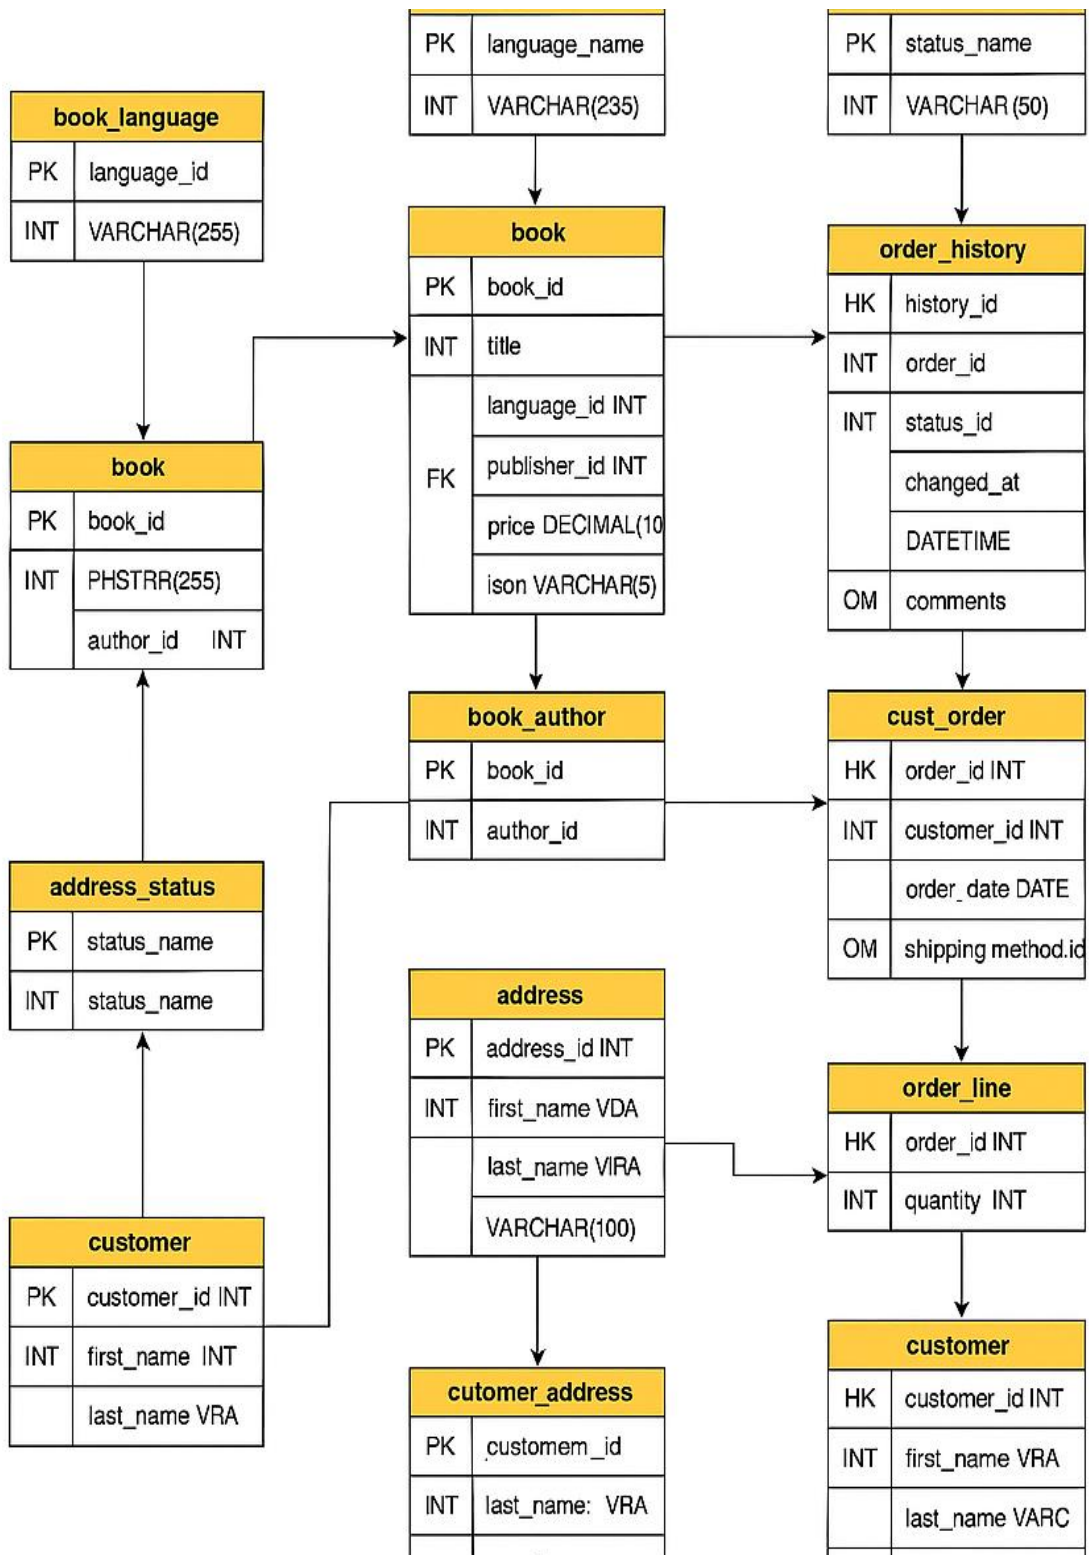 book_language
PK language_id
INT VARCHAR(255)
book
PK book_id
INT PHSTRR(255)
author_id INT
address_status
PK status_name
INT status_name
customer
PK customer_id INT
INT first_name INT
last_name VRA
PK language_name
INT VARCHAR(235)
book
PK book_id
INT title
language_id INT
FK publisher_id INT
price DECIMAL(10
ison VARCHAR(5)
book_author
PK book_id
INT author_id
address
PK address_id INT
INT first_name VDA
last_name VIRA
VARCHAR(100)
cutomer_address
PK customem_id
INT last_name: VRA
PK status_name
INT VARCHAR(50)
order_history
HK history_id
INT order_id
INT status_id
changed_at
DATETIME
OM comments
cust_order
HK order_id INT
INT customer_id INT
order_date DATE
OM shipping method.id
order_line
HK order_id INT
INT quantity INT
customer
HK customer_id INT
INT first_name VRA
last_name VARC